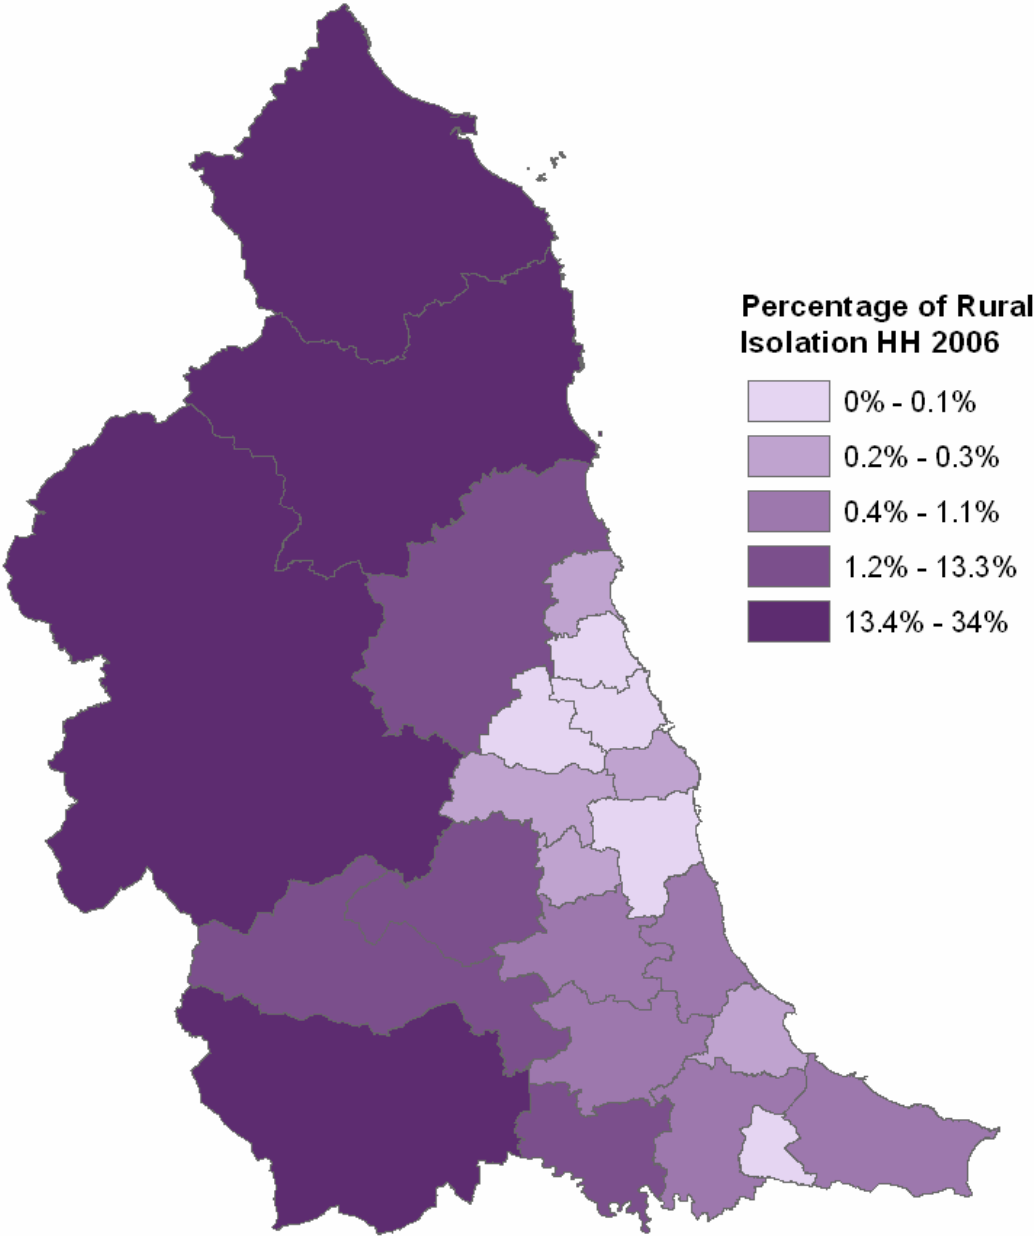 Percentage of Rural
Isolation HH 2006
0% - 0.1%
0.2% - 0.3%
0.4% - 1.1%
1.2% - 13.3%
13.4% - 34%